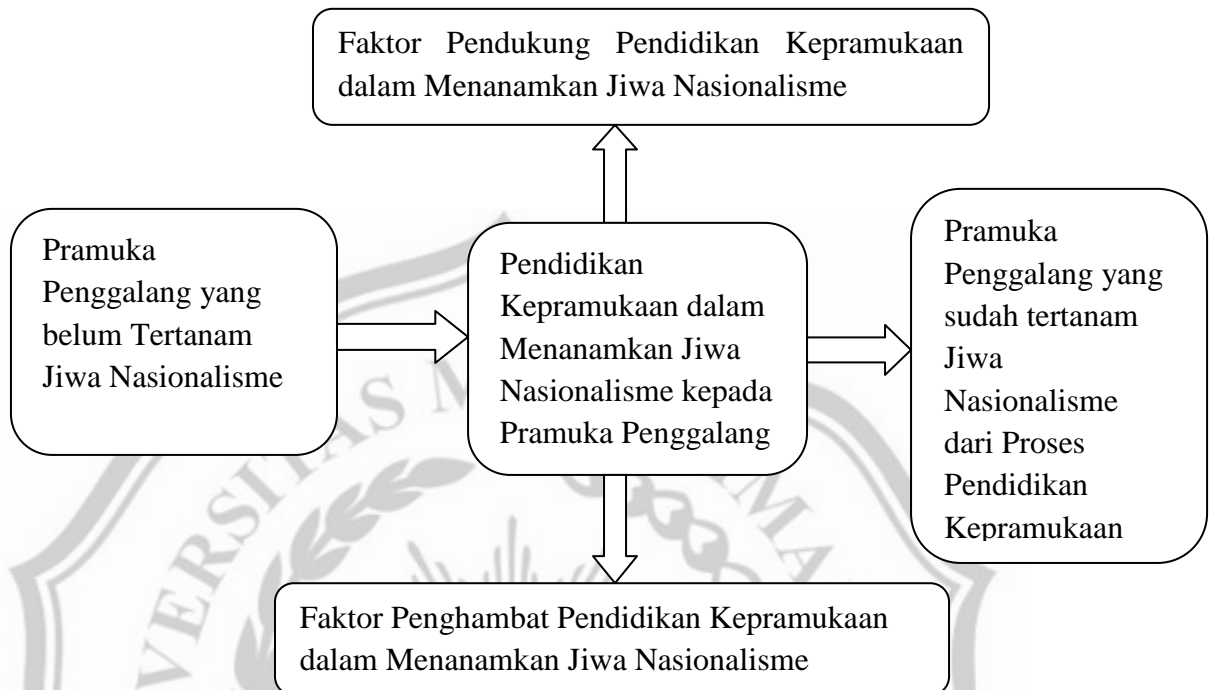 Faktor Pendukung Pendidikan Kepramukaan
dalam Menanamkan Jiwa Nasionalisme
Pramuka
Penggalang yang
belum Tertanam
Jiwa Nasionalisme
Pendidikan
Kepramukaan dalam
Menanamkan Jiwa
Nasionalisme kepada
Pramuka Penggalang
Pramuka
Penggalang yang
sudah tertanam
Jiwa
Nasionalisme
dari Proses
Pendidikan
Kepramukaan
Faktor Penghambat Pendidikan Kepramukaan
dalam Menanamkan Jiwa Nasionalisme